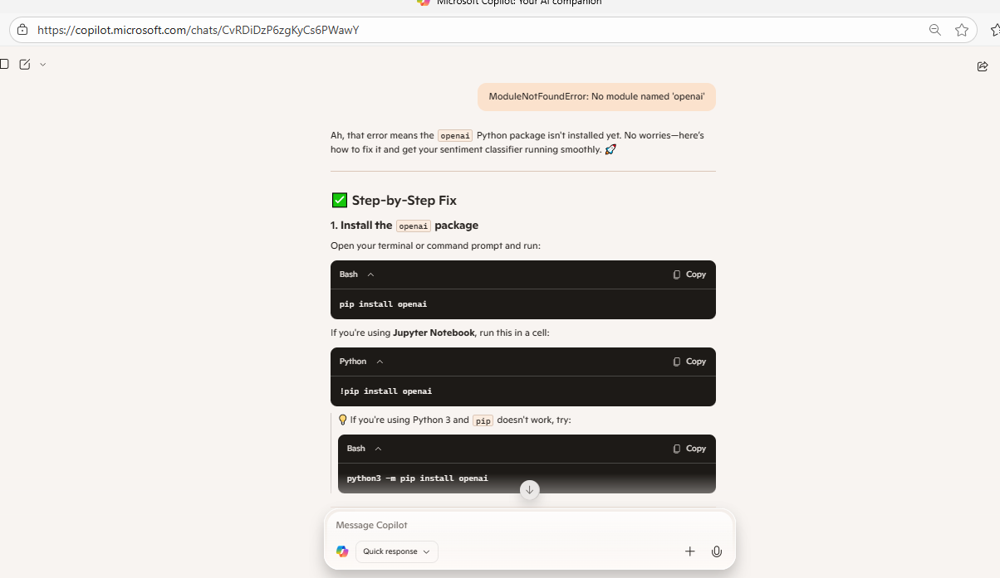 Microsoft Copilot: Your AI companion
https://copilot.microsoft.com/chats/CvRDiDzP6zgKyCs6PWawY
ModuleNotFoundError: No module named 'openai'
Ah, that error means the openai Python package isn't installed yet. No worries—here's
how to fix it and get your sentiment classifier running smoothly. 🚀
✅ Step-by-Step Fix
1. Install the openai package
Open your terminal or command prompt and run:
Bash
Copy
pip install openai
If you're using Jupyter Notebook, run this in a cell:
Python
Copy
!pip install openai
💡 If you're using Python 3 and pip doesn't work, try:
Bash
Copy
python3 -m pip install openai
Message Copilot
Quick response